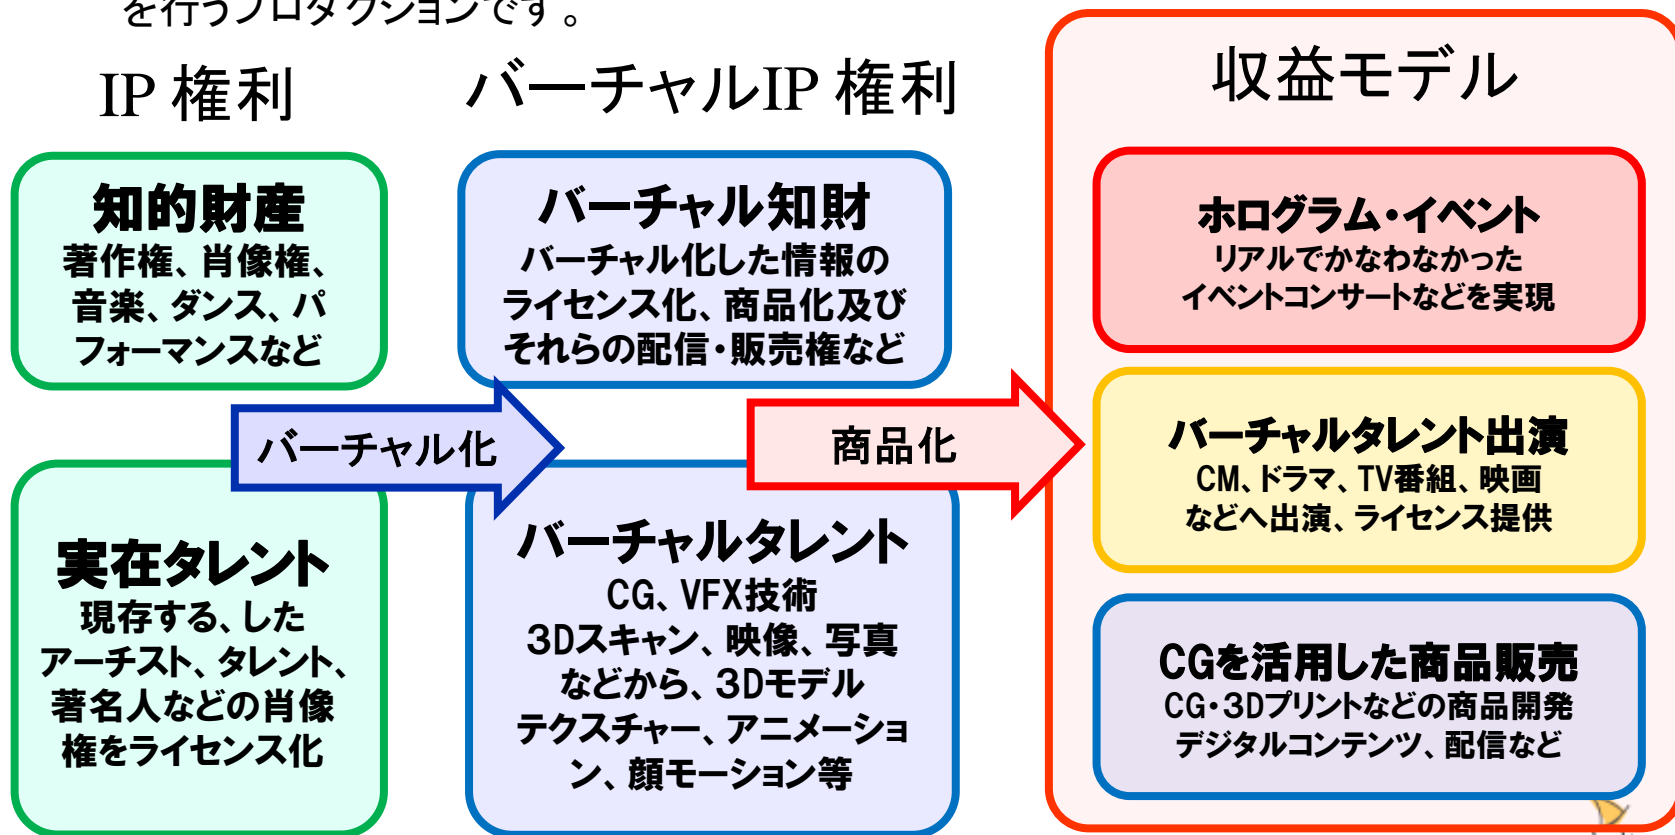 を行うプロダクションです。
IP 権利
バーチャルIP 権利
収益モデル
知的財産
著作権、肖像権、
音楽、ダンス、パ
フォーマンスなど
バーチャル知財
バーチャル化した情報の
ライセンス化、商品化及び
それらの配信・販売権など
ホログラム・イベント
リアルでかなわなかった
イベントコンサートなどを実現
バーチャル化
商品化
バーチャルタレント出演
CM、ドラマ、TV番組、映画
などへ出演、ライセンス提供
実在タレント
現存する、した
アーチスト、タレント、
著名人などの肖像
権をライセンス化
バーチャルタレント
CG、VFX技術
3Dスキャン、映像、写真
などから、3Dモデル
テクスチャー、アニメーショ
ン、顔モーション等
CGを活用した商品販売
CG・3Dプリントなどの商品開発
デジタルコンテンツ、配信など